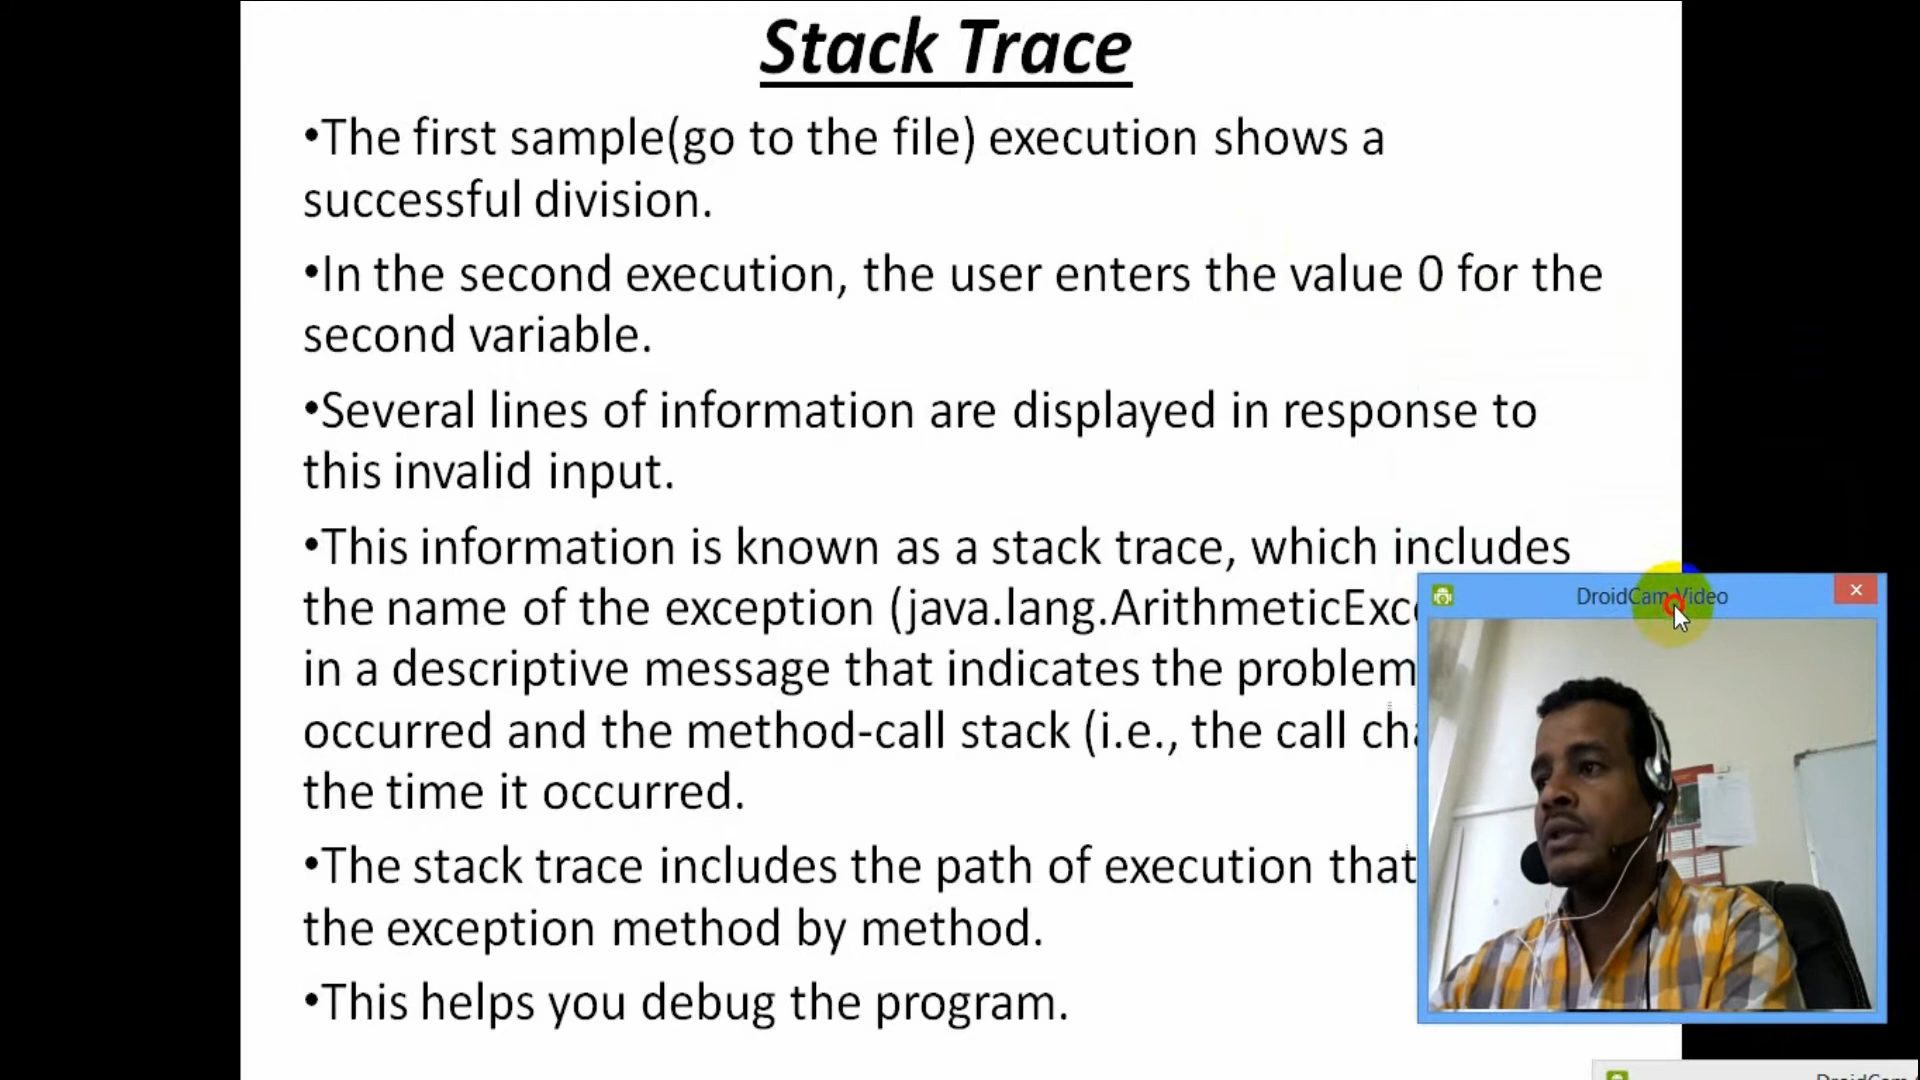 Stack Trace
•The first sample(go to the file) execution shows a
successful division.
•In the second execution, the user enters the value 0 for the
second variable.
•Several lines of information are displayed in response to
this invalid input.
•This information is known as a stack trace, which includes
the name of the exception (java.lang.ArithmeticExc
in a descriptive message that indicates the problem
occurred and the method-call stack (i.e., the call ch
the time it occurred.
•The stack trace includes the path of execution that
the exception method by method.
•This helps you debug the program.
DroidCam Video
DroidCam